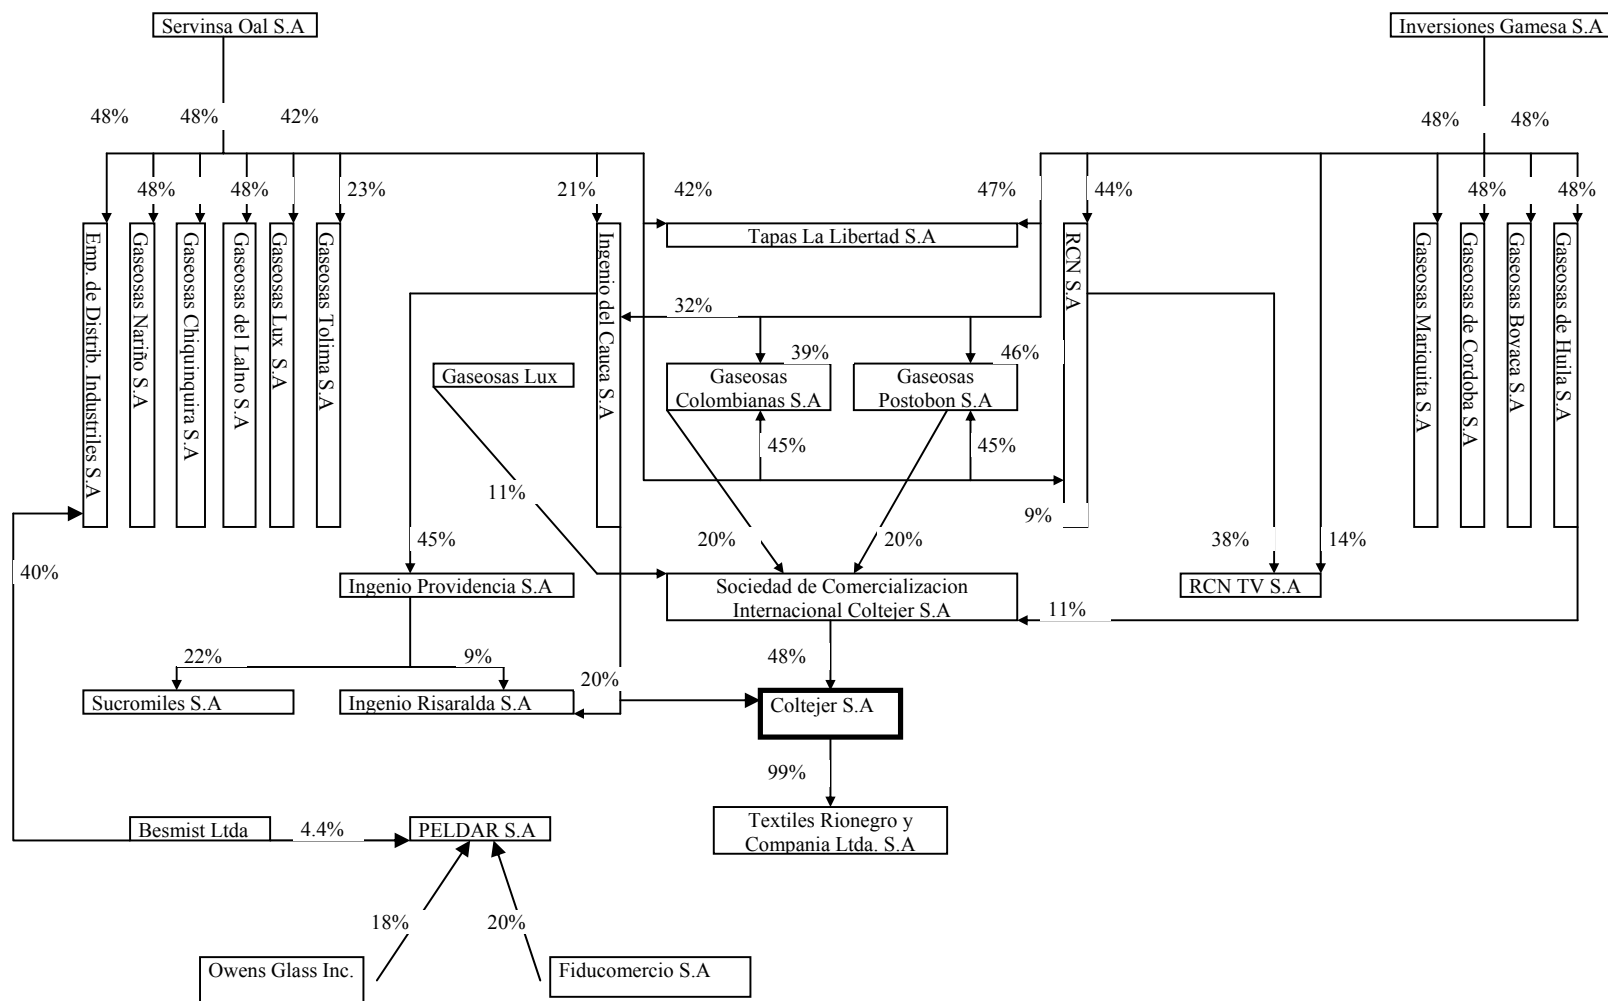 Servinsa Oal S.A
Inversiones Gamesa S.A
48%
48%
42%
48%
48%
48%
48%
23%
21%
42%
47%
44%
48%
48%
Emp. de Distrib. Industriles S.A
Gaseosas Nariño S.A
Gaseosas Chiquinquira S.A
Gaseosas del Lalno S.A
Gaseosas Lux S.A
Gaseosas Tolima S.A
Ingenio del Cauca S.A
Tapas La Libertad S.A
RCN S.A
Gaseosas Mariquita S.A
Gaseosas de Cordoba S.A
Gaseosas Boyaca S.A
Gaseosas de Huila S.A
32%
39%
46%
Gaseosas Lux
Gaseosas
Colombianas S.A
Gaseosas
Postobon S.A
45%
45%
11%
9%
20%
20%
38%
14%
45%
40%
Ingenio Providencia S.A
Sociedad de Comercializacion
Internacional Coltejer S.A
RCN TV S.A
11%
22%
9%
48%
20%
Sucromiles S.A
Ingenio Risaralda S.A
Coltejer S.A
99%
Besmist Ltda
4.4%
PELDAR S.A
Textiles Rionegro y
Compania Ltda. S.A
18%
20%
Owens Glass Inc.
Fiducomercio S.A